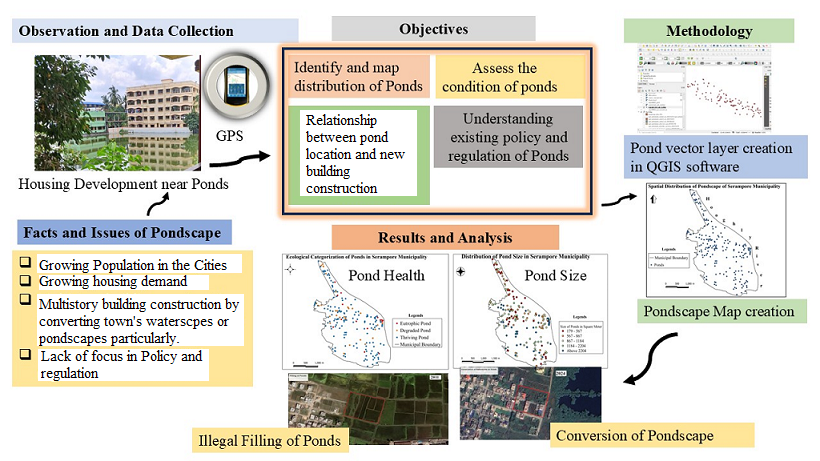 Observation and Data Collection
GPS
Housing Development near Ponds
Facts and Issues of Pondscape
Growing Population in the Cities
Growing housing demand
Multistory building construction by
converting town's waterscpes or
pondscapes particularly.
Lack of focus in Policy and
regulation
Objectives
Identify and map
distribution of Ponds
Assess the
condition of ponds
Relationship
between pond
location and new
building
construction
Understanding
existing policy and
regulation of Ponds
Methodology
Pond vector layer creation
in QGIS software
Spatial Distribution of Pondscape of Serampore Municipality
Legends
Municipal Boundary
Ponds
Pondscape Map creation
Results and Analysis
Ecological Categorization of Ponds in Serampore Municipality
Pond Health
Legends
Eutrophic Pond
Degraded Pond
Thriving Pond
Municipal Boundary
Distribution of Pond Size in Serampore Municipality
Pond Size
Legends
Size of Ponds in Square Meter
567 - 867
867 - 1184
1184 - 2204
Above 2204
Illegal Filling of Ponds
2024
Conversion of Pondscape